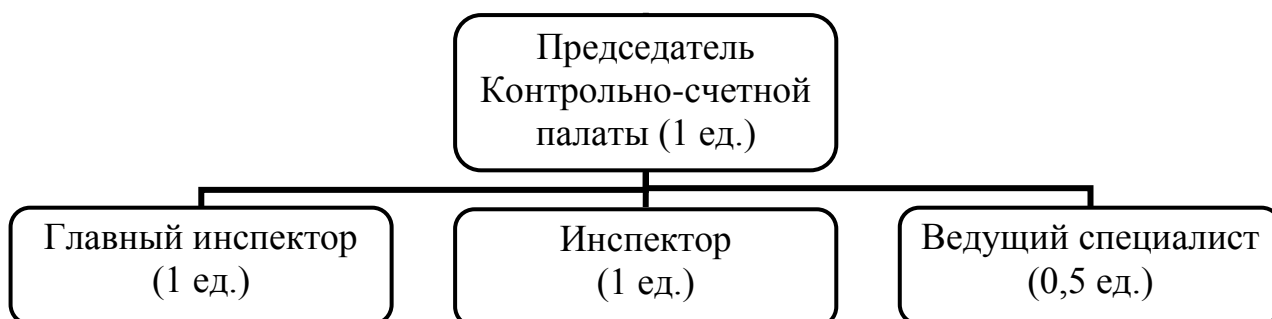 Председатель
Контрольно-счетной
палаты (1 ед.)
Главный инспектор
(1 ед.)
Инспектор
(1 ед.)
Ведущий специалист
(0,5 ед.)